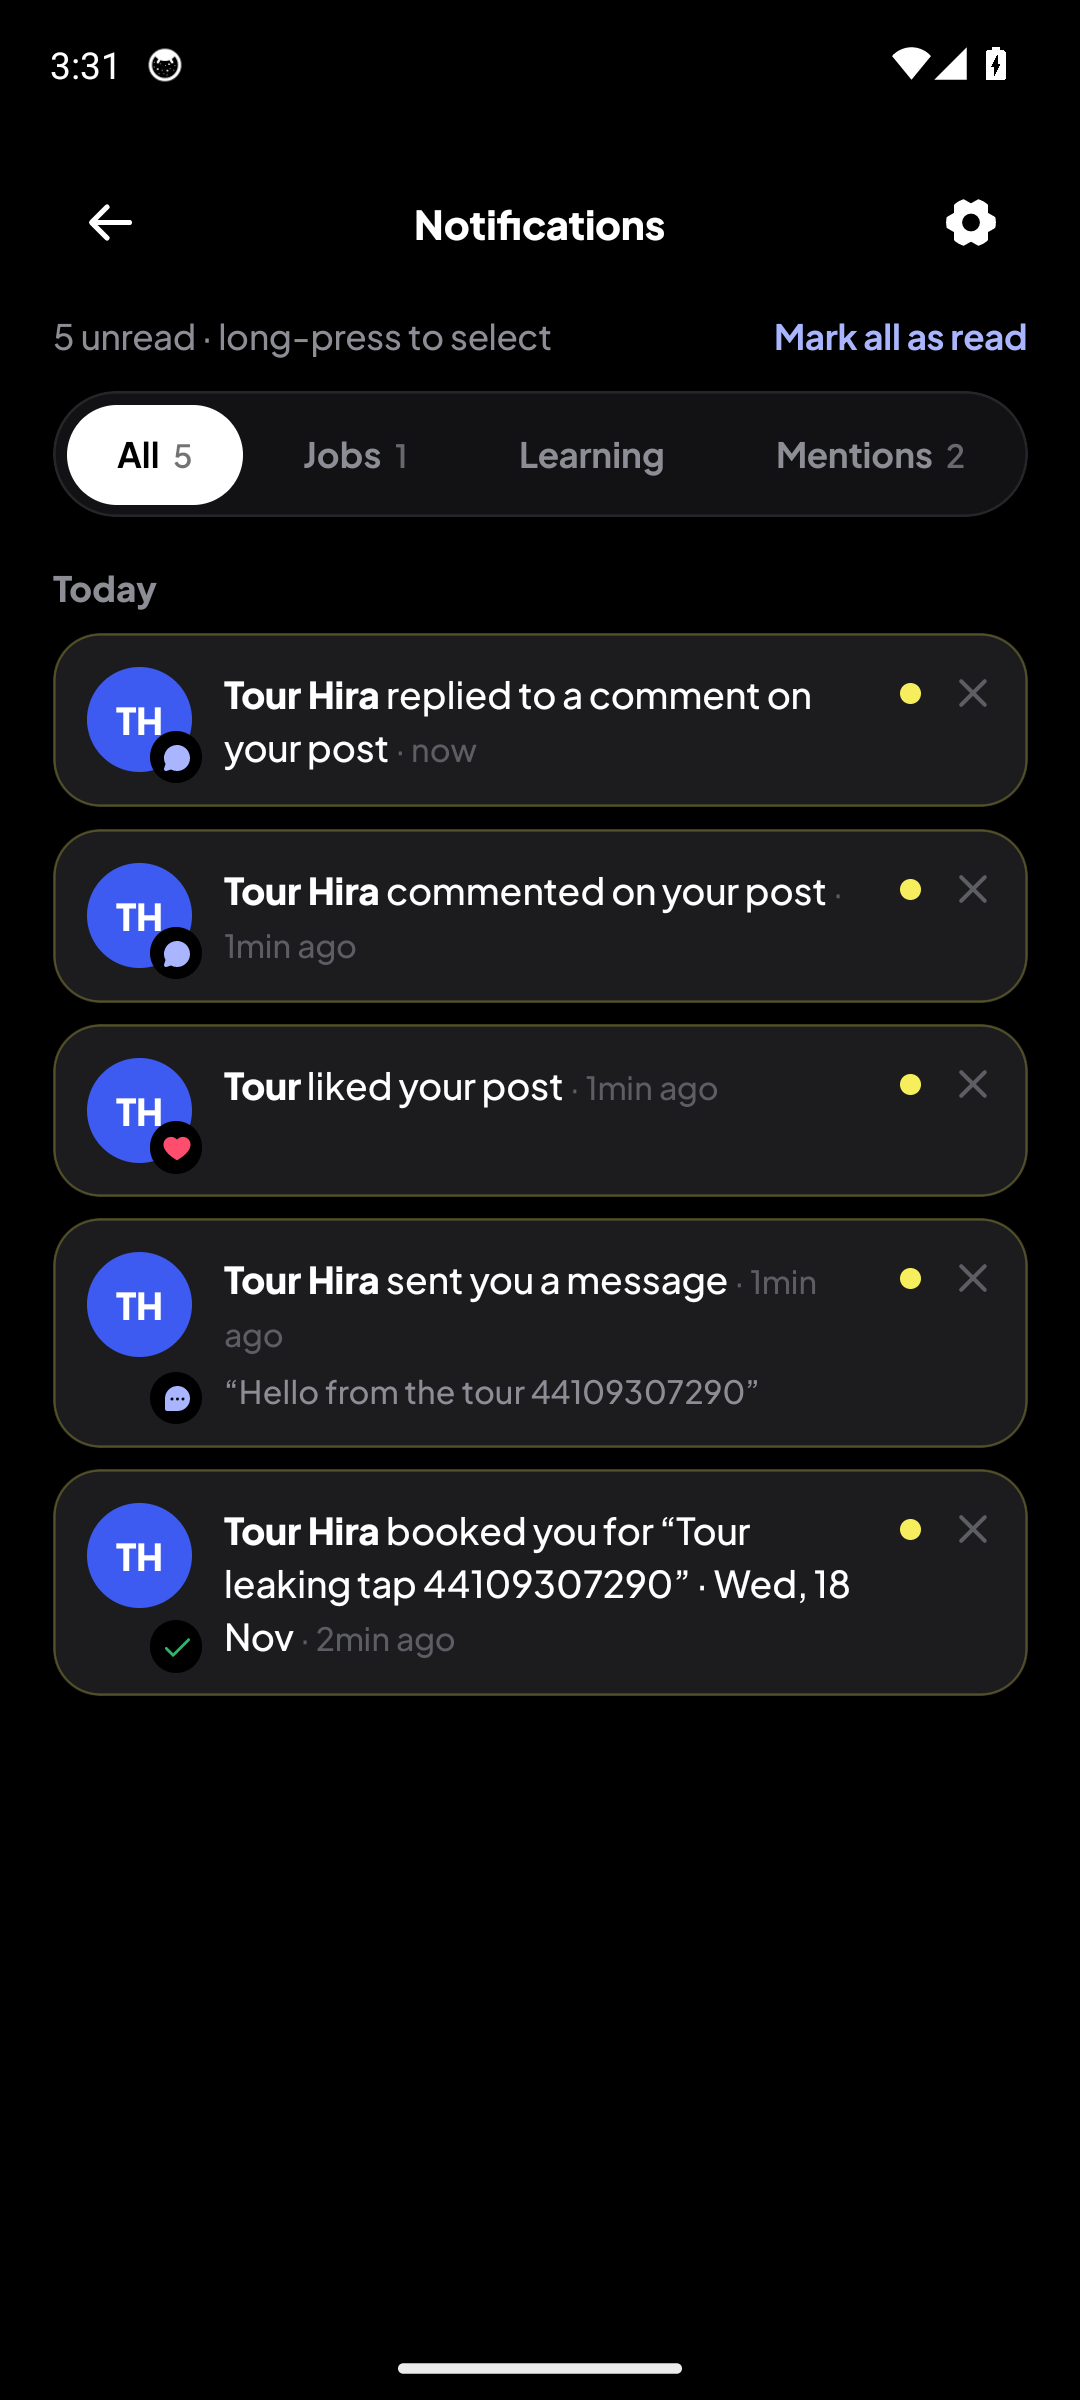 3:31
Notifications
5 unread · long-press to select
Mark all as read
All 5
Jobs 1
Learning
Mentions 2
Today
TH
Tour Hira replied to a comment on
your post · now
TH
Tour Hira commented on your post ·
1min ago
TH
Tour liked your post · 1min ago
TH
Tour Hira sent you a message · 1min
ago
“Hello from the tour 44109307290”
TH
Tour Hira booked you for “Tour
leaking tap 44109307290” · Wed, 18
Nov · 2min ago